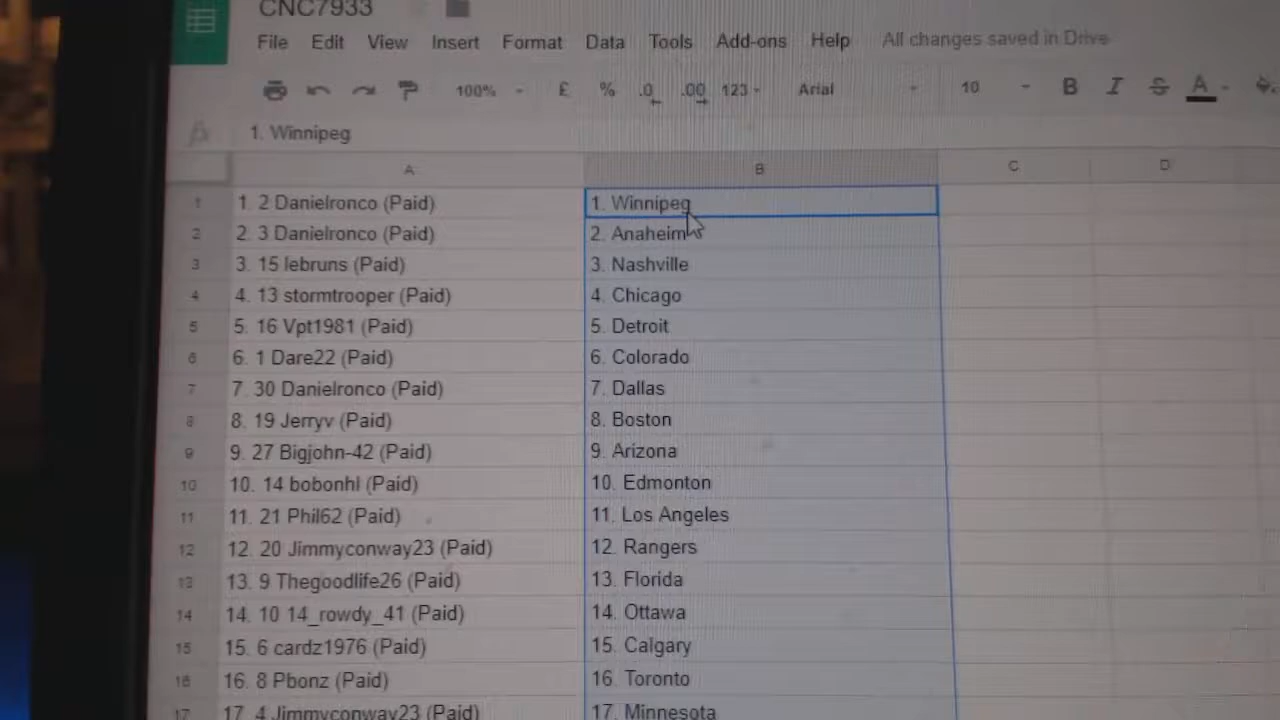 CNC7933
File Edit View Insert Format Data Tools Add-ons Help All changes saved in Drive
100% £ % .0 .00 123 Arial 10 B I S A
fx 1. Winnipeg
A B C D
1 1. 2 Danielronco (Paid) 1. Winnipeg
2 2. 3 Danielronco (Paid) 2. Anaheim
3 3. 15 lebruns (Paid) 3. Nashville
4 4. 13 stormtrooper (Paid) 4. Chicago
5 5. 16 Vpt1981 (Paid) 5. Detroit
6 6. 1 Dare22 (Paid) 6. Colorado
7 7. 30 Danielronco (Paid) 7. Dallas
8 8. 19 Jerryv (Paid) 8. Boston
9 9. 27 Bigjohn-42 (Paid) 9. Arizona
10 10. 14 bobonhl (Paid) 10. Edmonton
11 11. 21 Phil62 (Paid) 11. Los Angeles
12 12. 20 Jimmyconway23 (Paid) 12. Rangers
13 13. 9 Thegoodlife26 (Paid) 13. Florida
14 14. 10 14_rowdy_41 (Paid) 14. Ottawa
15 15. 6 cardz1976 (Paid) 15. Calgary
16 16. 8 Pbonz (Paid) 16. Toronto
17 17. 4 Jimmyconway23 (Paid) 17. Minnesota